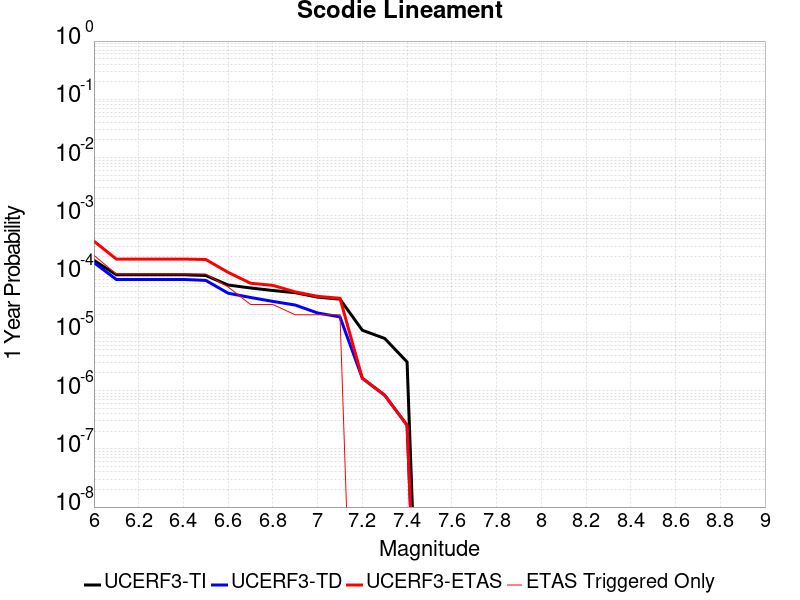 Scodie Lineament
10^0
10^-1
10^-2
10^-3
10^-4
10^-5
10^-6
10^-7
10^-8
1 Year Probability
6 6.2 6.4 6.6 6.8 7 7.2 7.4 7.6 7.8 8 8.2 8.4 8.6 8.8 9
Magnitude
UCERF3-TI UCERF3-TD UCERF3-ETAS ETAS Triggered Only